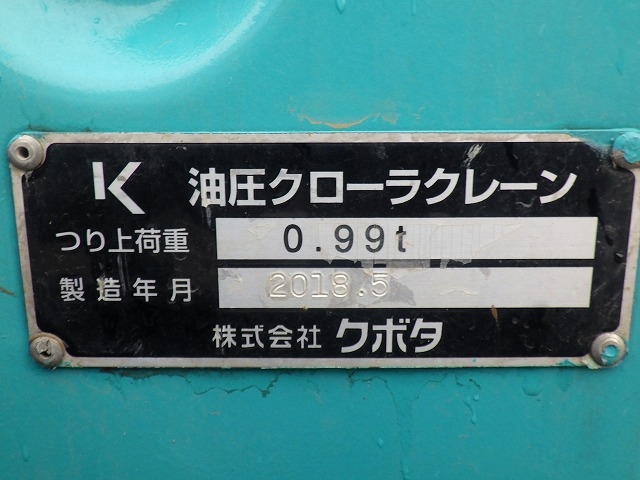 K 油圧クローラクレーン
つり上荷重 0.99t
製造年月 2018.5
株式会社 クボタ